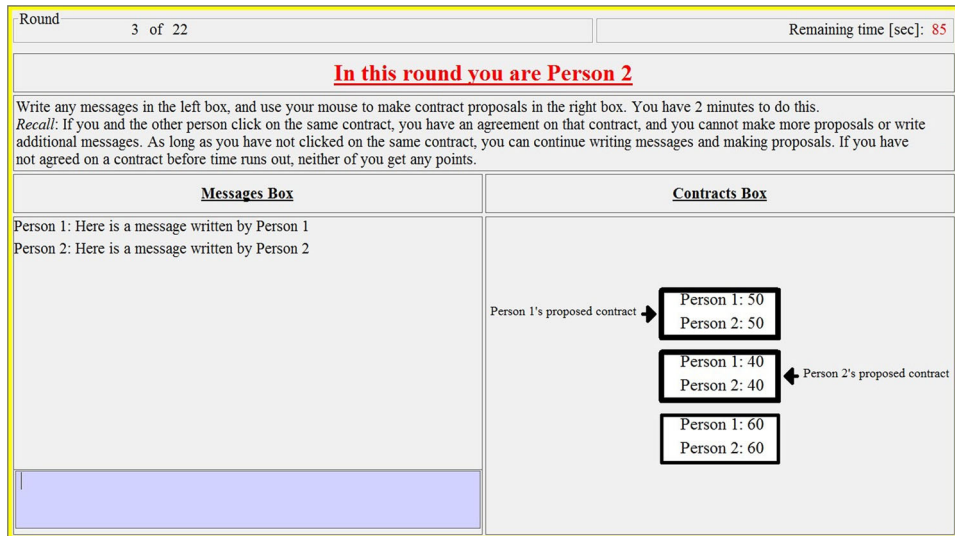 Round
3 of 22
Remaining time [sec]: 85
In this round you are Person 2
Write any messages in the left box, and use your mouse to make contract proposals in the right box. You have 2 minutes to do this.
Recall: If you and the other person click on the same contract, you have an agreement on that contract, and you cannot make more proposals or write
additional messages. As long as you have not clicked on the same contract, you can continue writing messages and making proposals. If you have
not agreed on a contract before time runs out, neither of you get any points.
Messages Box
Contracts Box
Person 1: Here is a message written by Person 1
Person 2: Here is a message written by Person 2
Person 1's proposed contract
Person 1: 50
Person 2: 50
Person 1: 40
Person 2: 40
Person 2's proposed contract
Person 1: 60
Person 2: 60